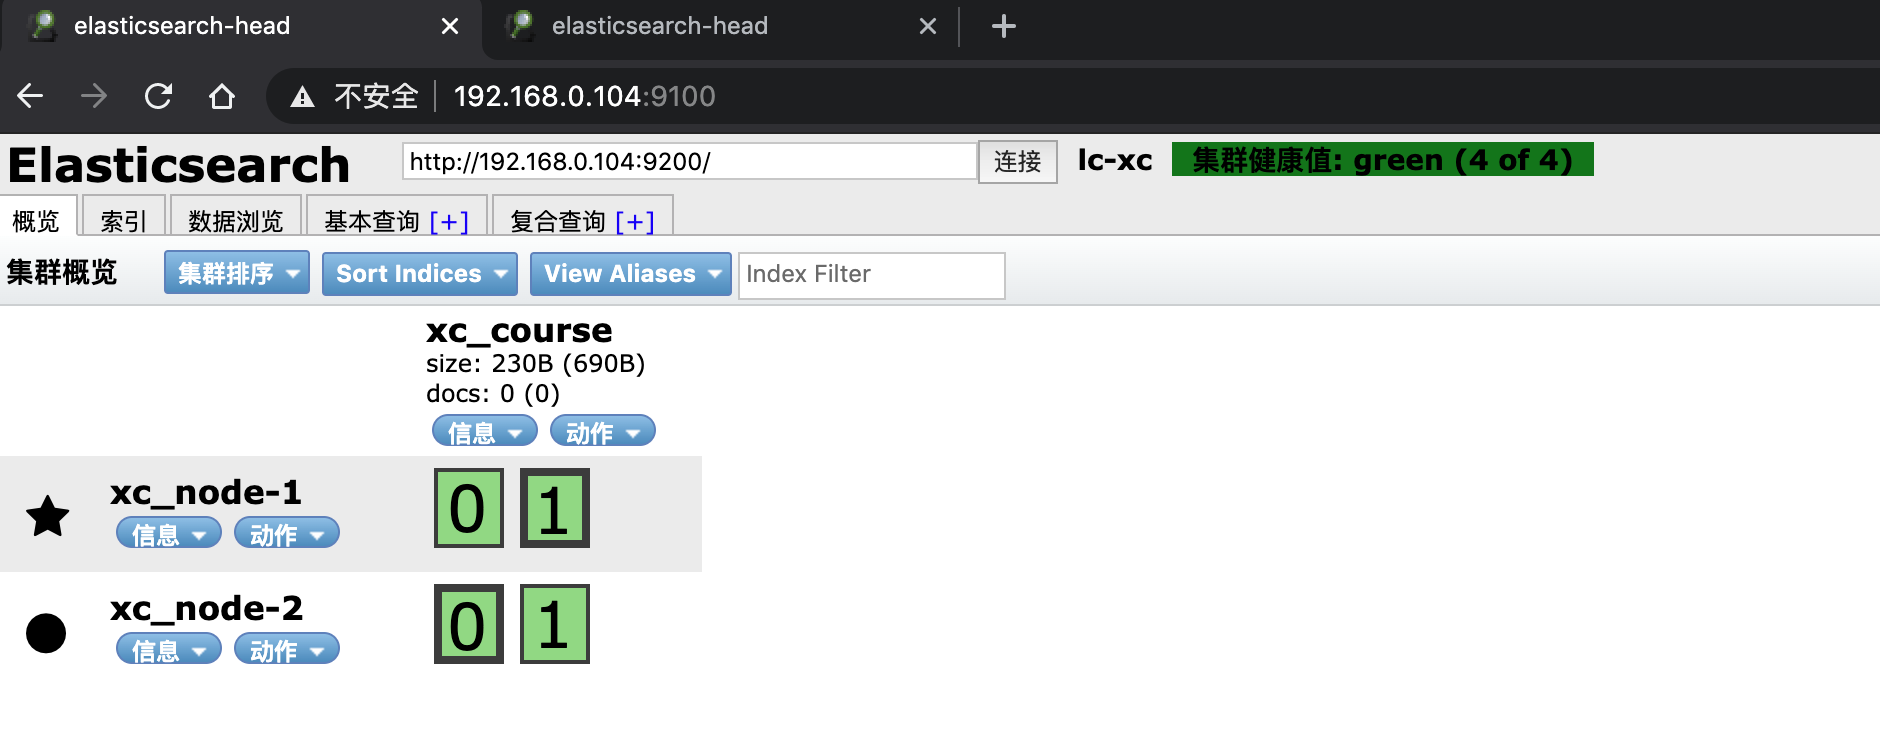 elasticsearch-head
elasticsearch-head
不安全 192.168.0.104:9100
Elasticsearch http://192.168.0.104:9200/ 连接 lc-xc 集群健康值: green (4 of 4)
概览 索引 数据浏览 基本查询 [+] 复合查询 [+]
集群概览 集群排序 Sort Indices View Aliases Index Filter
xc_course
size: 230B (690B)
docs: 0 (0)
信息 动作
xc_node-1 0 1
信息 动作
xc_node-2 0 1
信息 动作